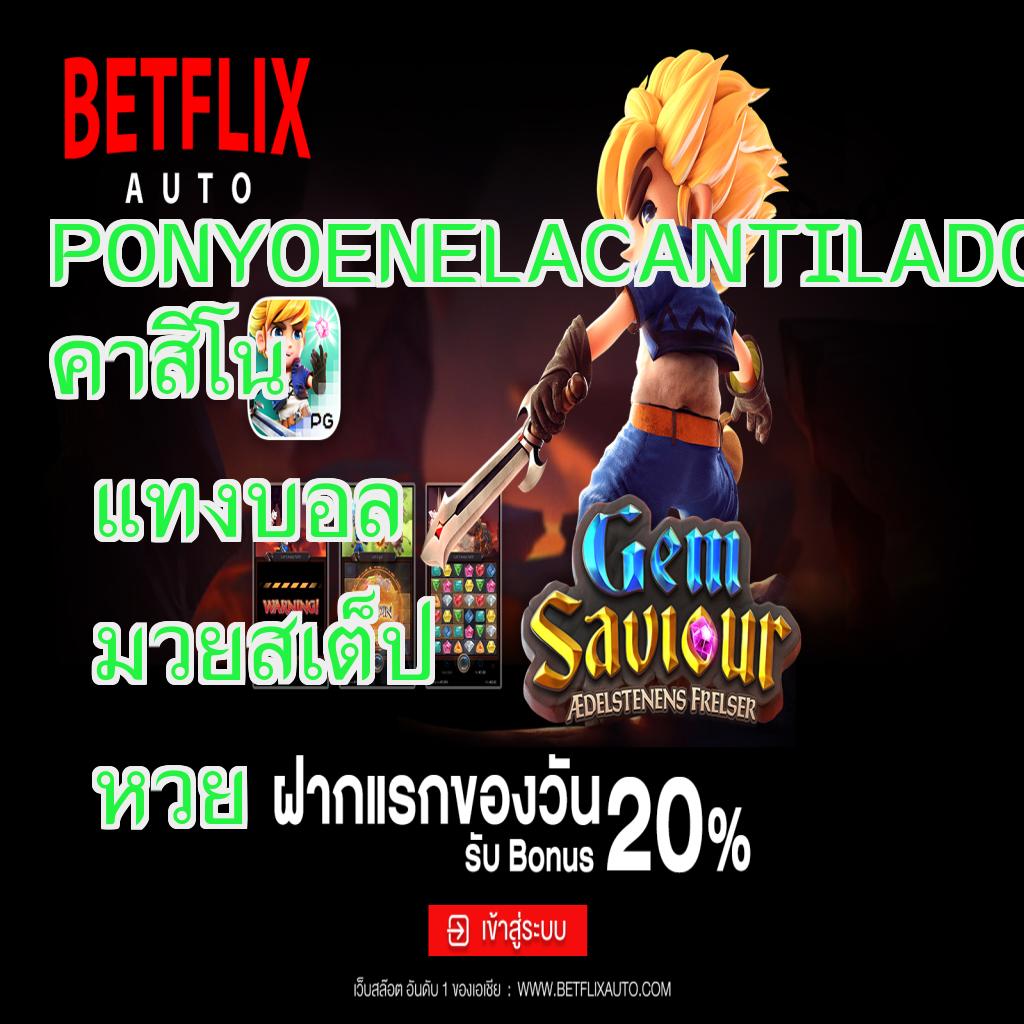 BETFLIX
AUTO
PONYOENELACANTILADO
คาสิโน
PG
แทงบอล
WARNING!
มวยสเต็ป
Gem
Saviour
ÆDELSTENENS FRELSER
หวย
ฝากแรกของวัน
รับ Bonus 20%
เข้าสู่ระบบ
เว็บสล๊อต อันดับ 1 ของเอเชีย : WWW.BETFLIXAUTO.COM